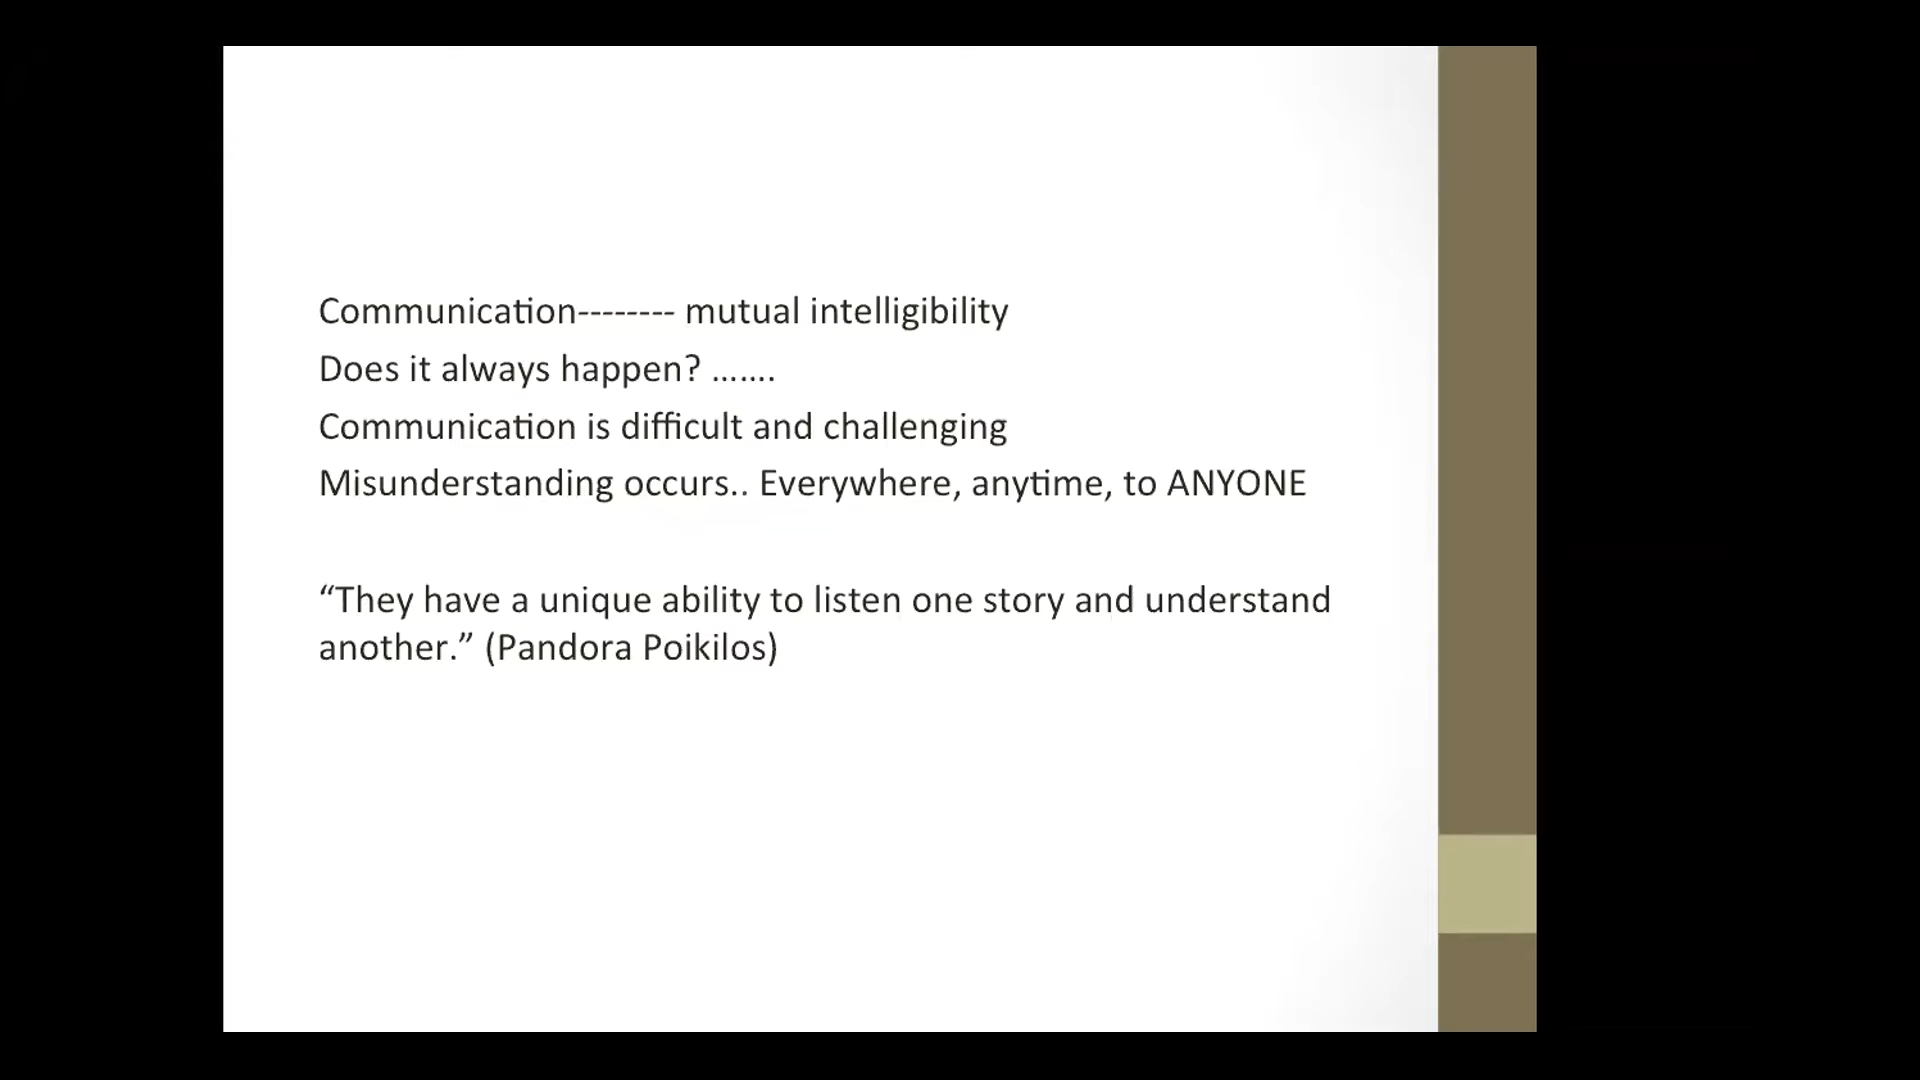 Communication-------- mutual intelligibility
Does it always happen? …....
Communication is difficult and challenging
Misunderstanding occurs.. Everywhere, anytime, to ANYONE
“They have a unique ability to listen one story and understand
another.” (Pandora Poikilos)